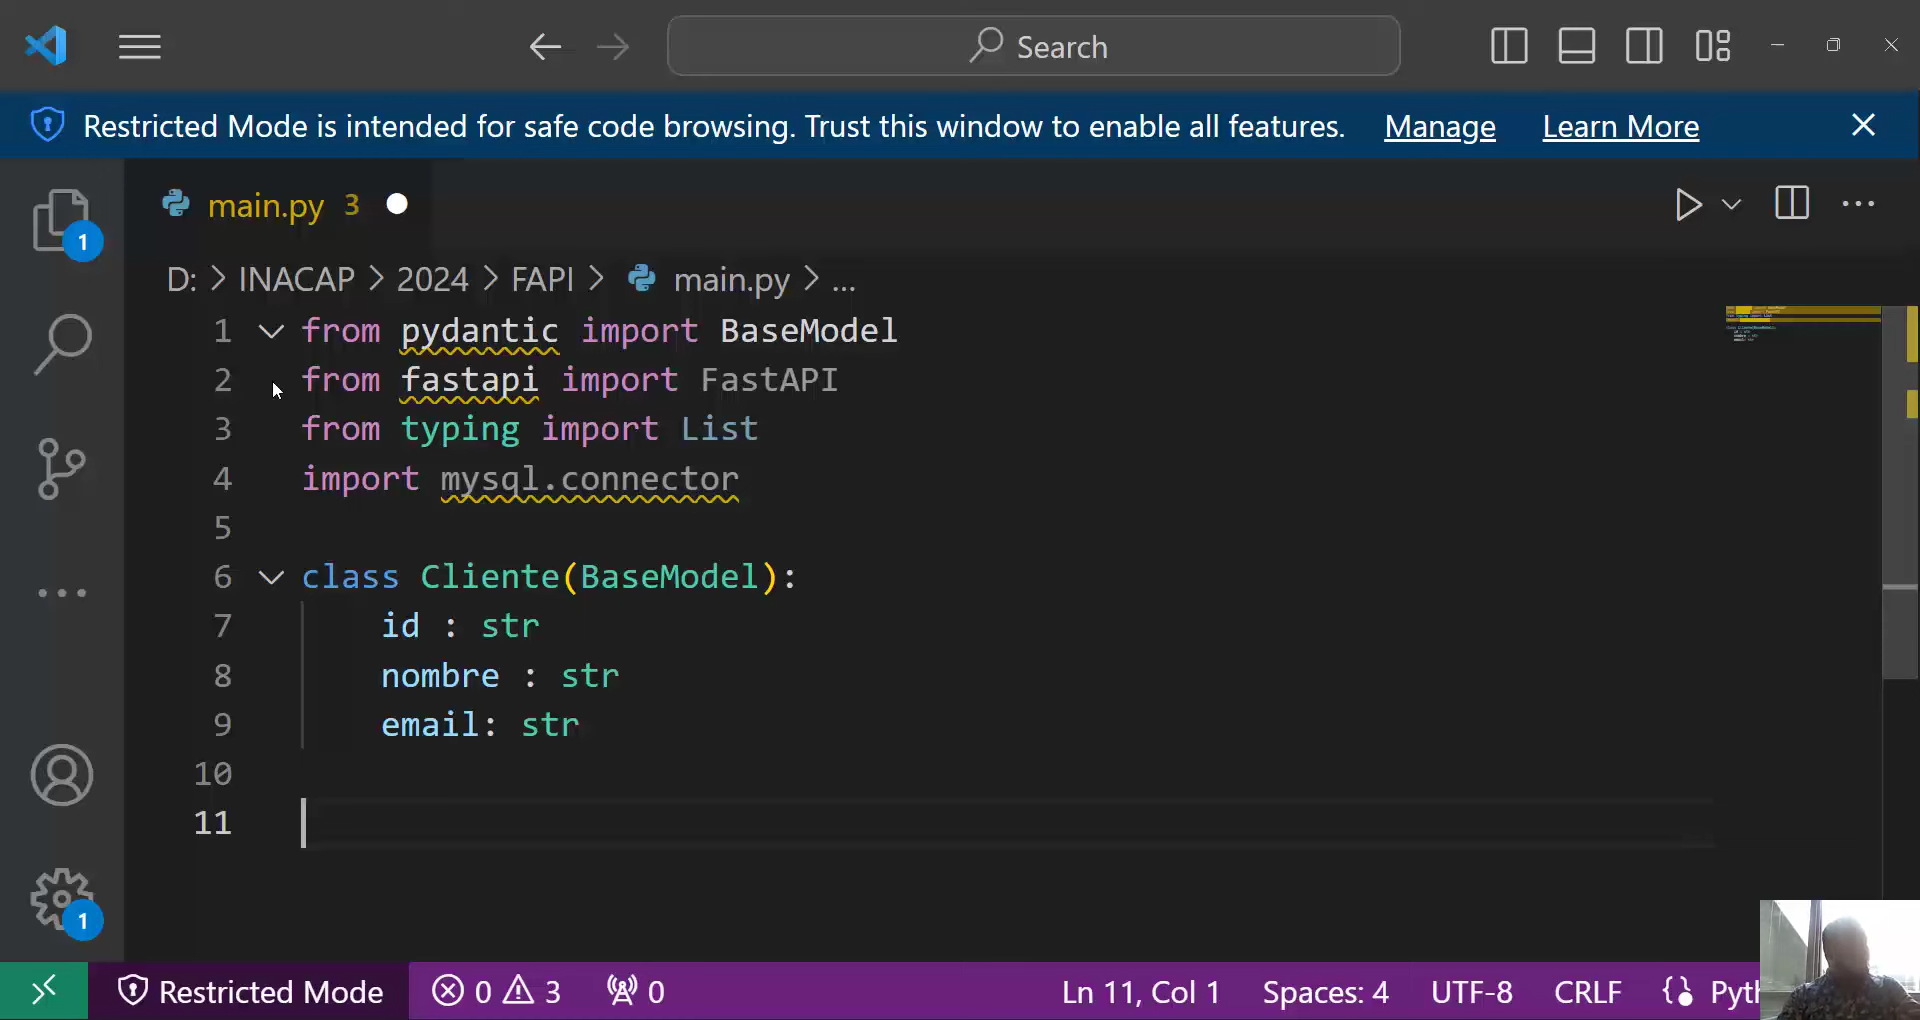 Search
Restricted Mode is intended for safe code browsing. Trust this window to enable all features. Manage Learn More
1
main.py 3
D: > INACAP > 2024 > FAPI > main.py > ...
1 from pydantic import BaseModel
2 from fastapi import FastAPI
3 from typing import List
4 import mysql.connector
5
6 class Cliente(BaseModel):
7 id : str
8 nombre : str
9 email: str
10
11
1
Restricted Mode 0 3 0 Ln 11, Col 1 Spaces: 4 UTF-8 CRLF